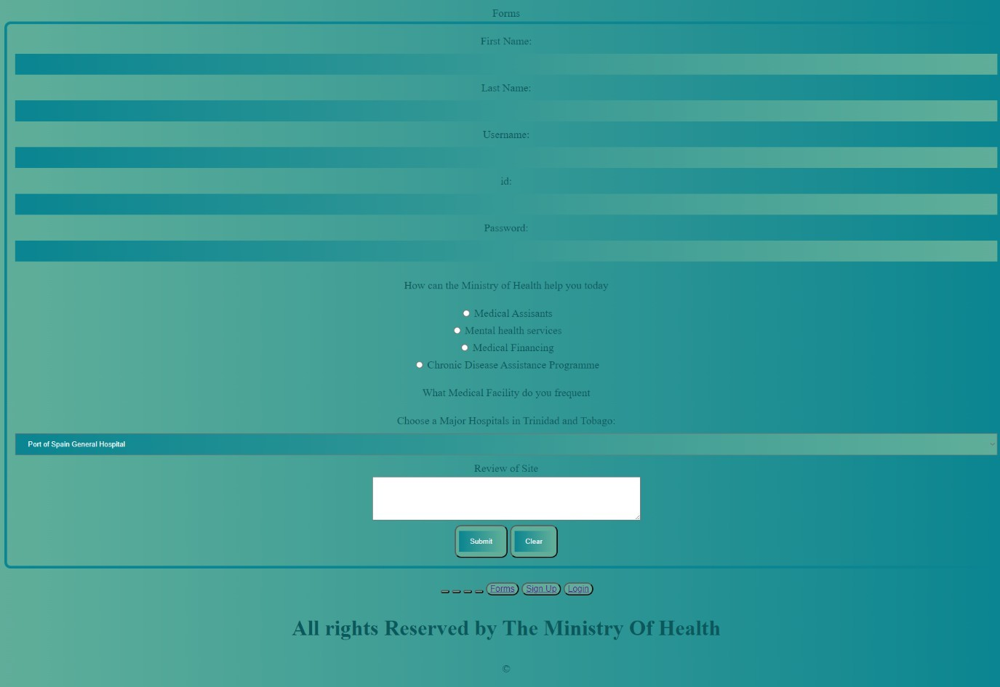 Forms
First Name:
Last Name:
Username:
id:
Password:
How can the Ministry of Health help you today
Medical Assisants
Mental health services
Medical Financing
Chronic Disease Assistance Programme
What Medical Facility do you frequent
Choose a Major Hospitals in Trinidad and Tobago:
Port of Spain General Hospital
Review of Site
Submit Clear
Forms Sign Up Login
All rights Reserved by The Ministry Of Health
©